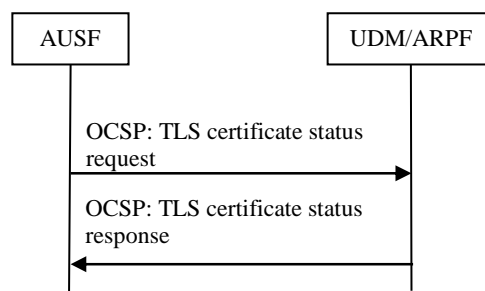 AUSF
UDM/ARPF
OCSP: TLS certificate status
request
OCSP: TLS certificate status
response